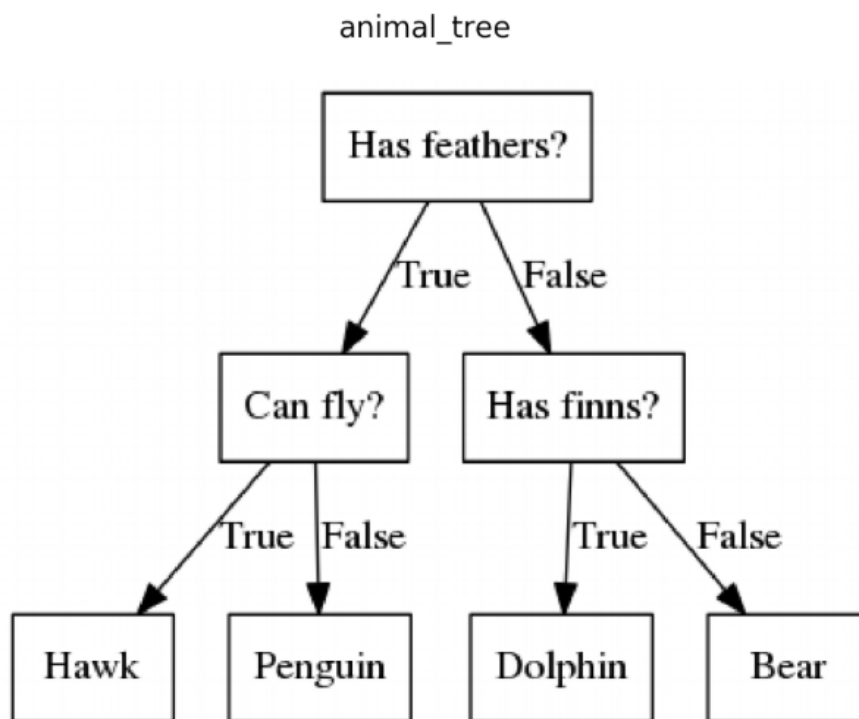 animal_tree
Has feathers?
True
False
Can fly?
Has finns?
True
False
True
False
Hawk
Penguin
Dolphin
Bear